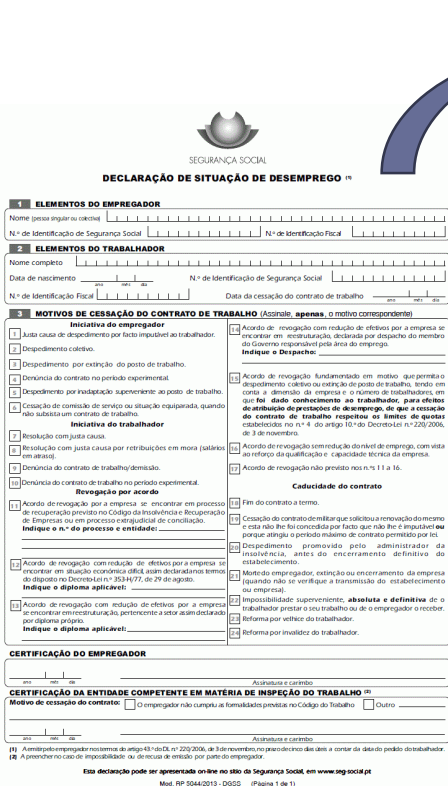 SEGURANÇA SOCIAL
DECLARAÇÃO DE SITUAÇÃO DE DESEMPREGO (1)
1 ELEMENTOS DO EMPREGADOR
Nome (pessoa singular ou colectiva)
N.º de Identificação de Segurança Social N.º de Identificação Fiscal
2 ELEMENTOS DO TRABALHADOR
Nome completo
Data de nascimento N.º de Identificação de Segurança Social
ano mês dia
N.º de Identificação Fiscal Data da cessação do contrato de trabalho
ano mês dia
3 MOTIVOS DE CESSAÇÃO DO CONTRATO DE TRABALHO (Assinale, apenas, o motivo correspondente)
Iniciativa do empregador
1 Justa causa de despedimento por facto imputável ao trabalhador.
2 Despedimento coletivo.
3 Despedimento por extinção do posto de trabalho.
4 Denúncia do contrato no período experimental.
5 Despedimento por inadaptação superveniente ao posto de trabalho.
6 Cessação de comissão de serviço ou situação equiparada, quando
não subsista um contrato de trabalho.
Iniciativa do trabalhador
7 Resolução com justa causa.
8 Resolução com justa causa por retribuições em mora (salários
em atraso).
9 Denúncia do contrato de trabalho/demissão.
10 Denúncia do contrato de trabalho no período experimental.
Revogação por acordo
11 Acordo de revogação por a empresa se encontrar em processo
de recuperação previsto no Código da Insolvência e Recuperação
de Empresas ou em processo extrajudicial de conciliação.
Indique o n.º do processo e entidade:
12 Acordo de revogação com redução de efetivos por a empresa se
encontrar em situação económica difícil, assim declarada nos termos
do disposto no Decreto-Lei n.º 353-H/77, de 29 de agosto.
Indique o diploma aplicável:
13 Acordo de revogação com redução de efetivos por a empresa
se encontrar em reestruturação, pertencente a setor assim declarado
por diploma próprio.
Indique o diploma aplicável:
14 Acordo de revogação com redução de efetivos por a empresa se
encontrar em reestruturação, declarada por despacho do membro
do Governo responsável pela área do emprego.
Indique o Despacho:
15 Acordo de revogação fundamentado em motivo que permita o
despedimento coletivo ou extinção de posto de trabalho, tendo em
conta a dimensão da empresa e o número de trabalhadores, em
que foi dado conhecimento ao trabalhador, para efeitos
de atribuição de prestações de desemprego, de que a cessação
do contrato de trabalho respeitou os limites de quotas
estabelecidos no n.º 4 do artigo 10.º do Decreto-Lei n.º 220/2006,
de 3 de novembro.
16 Acordo de revogação sem redução do nível de emprego, com vista
ao reforço da qualificação e capacidade técnica da empresa.
17 Acordo de revogação não previsto nos n.ºs 11 a 16.
Caducidade do contrato
18 Fim do contrato a termo.
19 Cessação do contrato de militar que solicitou a renovação do mesmo
e esta não lhe foi concedida por facto que não lhe é imputável ou
porque atingiu o período máximo de contrato permitido por lei.
20 Despedimento promovido pelo administrador da
insolvência, antes do encerramento definitivo do
estabelecimento.
21 Morte do empregador, extinção ou encerramento da empresa
(quando não se verifique a transmissão do estabelecimento
ou empresa).
22 Impossibilidade superveniente, absoluta e definitiva de o
trabalhador prestar o seu trabalho ou de o empregador o receber.
23 Reforma por velhice do trabalhador.
24 Reforma por invalidez do trabalhador.
CERTIFICAÇÃO DO EMPREGADOR
ano mês dia Assinatura e carimbo
CERTIFICAÇÃO DA ENTIDADE COMPETENTE EM MATÉRIA DE INSPEÇÃO DO TRABALHO (2)
Motivo de cessação do contrato: O empregador não cumpriu as formalidades previstas no Código do Trabalho Outro
ano mês dia Assinatura e carimbo
(1) A emitir pelo empregador nos termos do artigo 43.º do DL n.º 220/2006, de 3 de novembro, no prazo de cinco dias úteis a contar da data do pedido do trabalhador.
(2) A preencher no caso de impossibilidade ou de recusa de emissão por parte do empregador.
Esta declaração pode ser apresentada on-line no sítio da Segurança Social, em www.seg-social.pt
Mod. RP 5044/2013 - DGSS (Página 1 de 1)